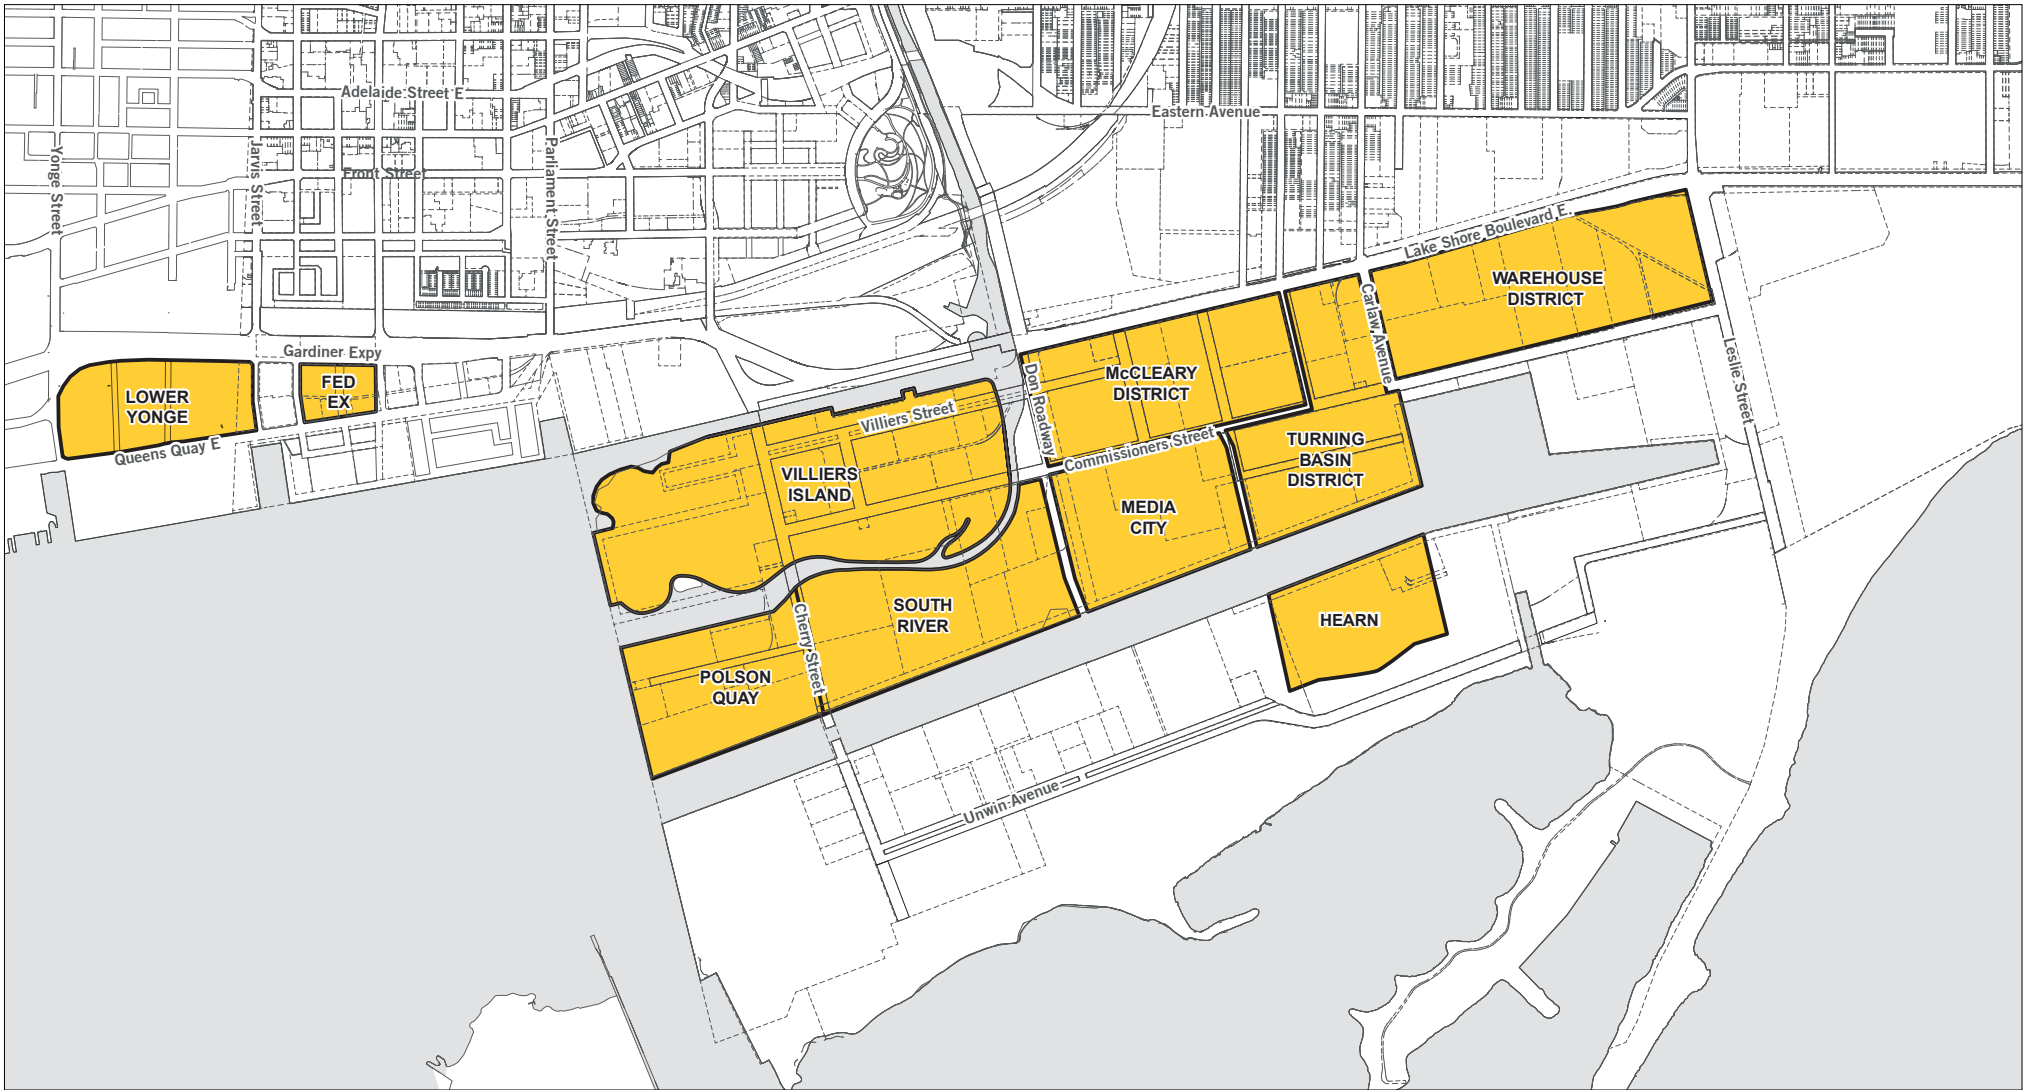 Adelaide Street E
Eastern Avenue
Yonge Street
Jarvis Street
Front Street
Parliament Street
Lake Shore Boulevard E.
WAREHOUSE
DISTRICT
Carlaw Avenue
Leslie Street
Gardiner Expy
LOWER
YONGE
FED
EX
Queens Quay E
Don Roadway
McCLEARY
DISTRICT
Villiers Street
Commissioners Street
TURNING
BASIN
DISTRICT
VILLIERS
ISLAND
MEDIA
CITY
SOUTH
RIVER
HEARN
Cherry Street
POLSON
QUAY
Unwin Avenue